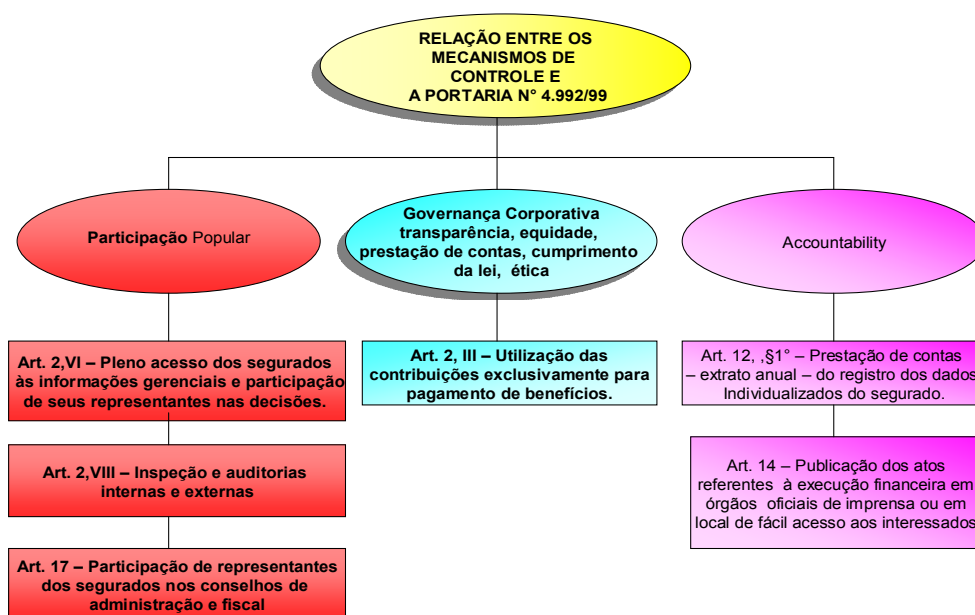 RELAÇÃO ENTRE OS
MECANISMOS DE
CONTROLE E
A PORTARIA N° 4.992/99
Participação Popular
Governança Corporativa
transparência, equidade,
prestação de contas, cumprimento
da lei, ética
Accountability
Art. 2,VI – Pleno acesso dos segurados
às informações gerenciais e participação
de seus representantes nas decisões.
Art. 2,VIII – Inspeção e auditorias
internas e externas
Art. 17 – Participação de representantes
dos segurados nos conselhos de
administração e fiscal
Art. 2, III – Utilização das
contribuições exclusivamente para
pagamento de benefícios.
Art. 12, ,§1° – Prestação de contas
– extrato anual – do registro dos dados
Individualizados do segurado.
Art. 14 – Publicação dos atos
referentes à execução financeira em
órgãos oficiais de imprensa ou em
local de fácil acesso aos interessados